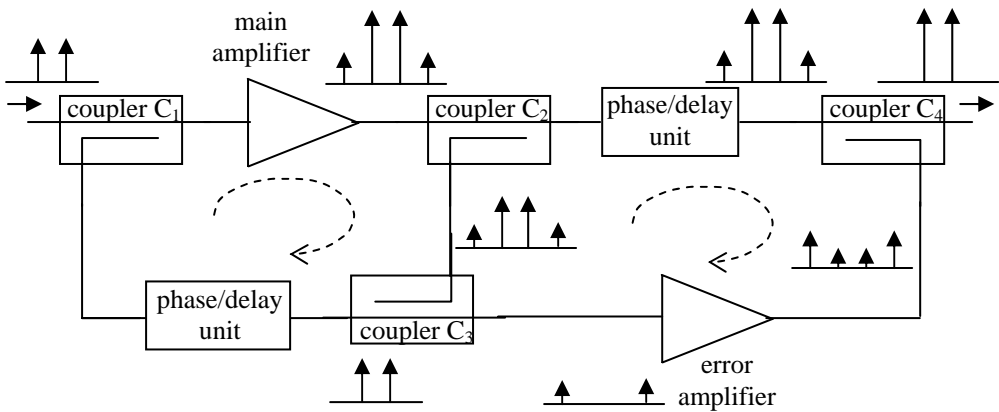 main
amplifier
coupler C₁
coupler C₂
phase/delay
unit
coupler C₄
phase/delay
unit
coupler C₃
error
amplifier